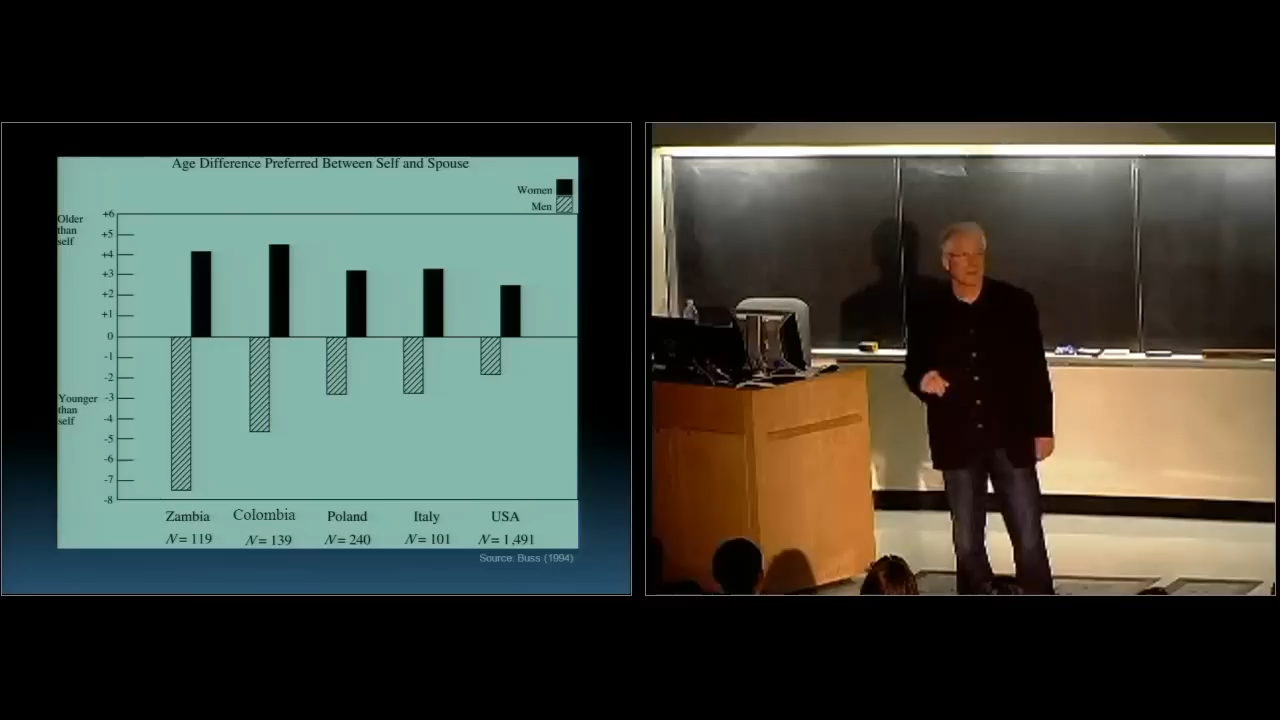 Age Difference Preferred Between Self and Spouse
Women
Men
Older
than
self
+6
+5
+4
+3
+2
+1
0
-1
-2
-3
-4
-5
-6
-7
-8
Younger
than
self
Zambia Colombia Poland Italy USA
N = 119 N = 139 N = 240 N = 101 N = 1,491
Source: Buss (1994)